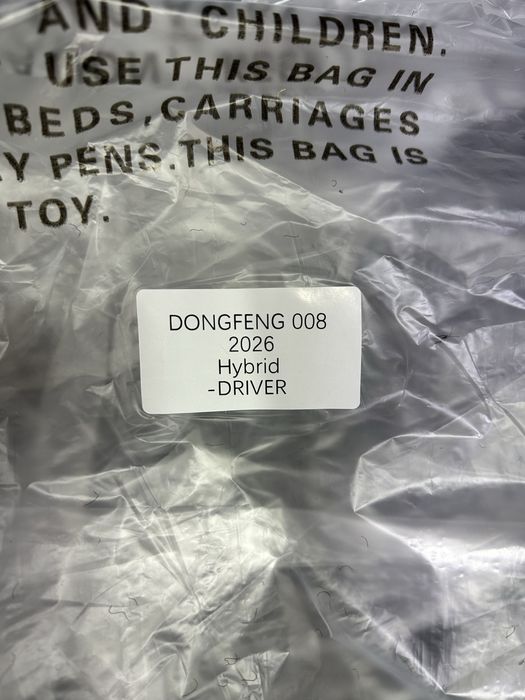 AND CHILDREN.
USE THIS BAG IN
BEDS,CARRIAGES
Y PENS.THIS BAG IS
TOY.
DONGFENG 008
2026
Hybrid
-DRIVER